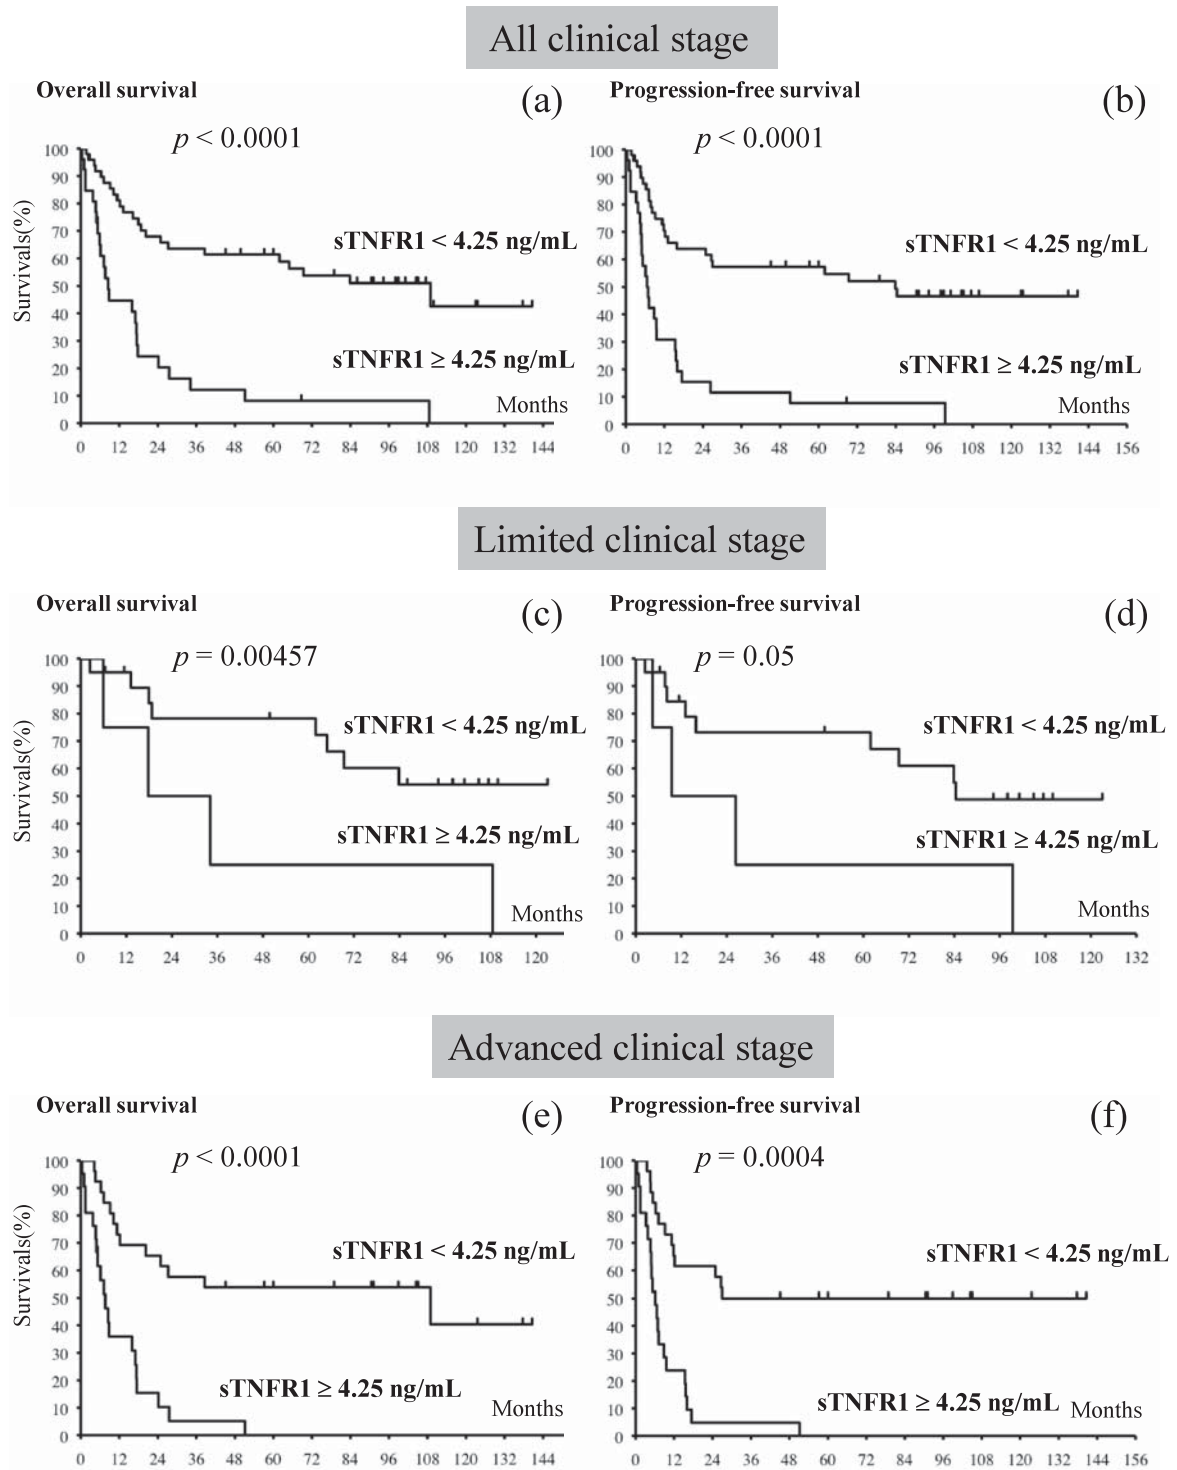 All clinical stage
Overall survival
(a)
p < 0.0001
Survivals(%)
100
90
80
70
60
50
40
30
20
10
0
sTNFR1 < 4.25 ng/mL
sTNFR1 ≥ 4.25 ng/mL
Months
0 12 24 36 48 60 72 84 96 108 120 132 144
Progression-free survival
(b)
p < 0.0001
100
90
80
70
60
50
40
30
20
10
0
sTNFR1 < 4.25 ng/mL
sTNFR1 ≥ 4.25 ng/mL
Months
0 12 24 36 48 60 72 84 96 108 120 132 144 156
Limited clinical stage
Overall survival
(c)
p = 0.00457
Survivals(%)
100
90
80
70
60
50
40
30
20
10
0
sTNFR1 < 4.25 ng/mL
sTNFR1 ≥ 4.25 ng/mL
Months
0 12 24 36 48 60 72 84 96 108 120
Progression-free survival
(d)
p = 0.05
100
90
80
70
60
50
40
30
20
10
0
sTNFR1 < 4.25 ng/mL
sTNFR1 ≥ 4.25 ng/mL
Months
0 12 24 36 48 60 72 84 96 108 120 132
Advanced clinical stage
Overall survival
(e)
p < 0.0001
Survivals(%)
100
90
80
70
60
50
40
30
20
10
0
sTNFR1 < 4.25 ng/mL
sTNFR1 ≥ 4.25 ng/mL
Months
0 12 24 36 48 60 72 84 96 108 120 132 144
Progression-free survival
(f)
p = 0.0004
100
90
80
70
60
50
40
30
20
10
0
sTNFR1 < 4.25 ng/mL
sTNFR1 ≥ 4.25 ng/mL
Months
0 12 24 36 48 60 72 84 96 108 120 132 144 156